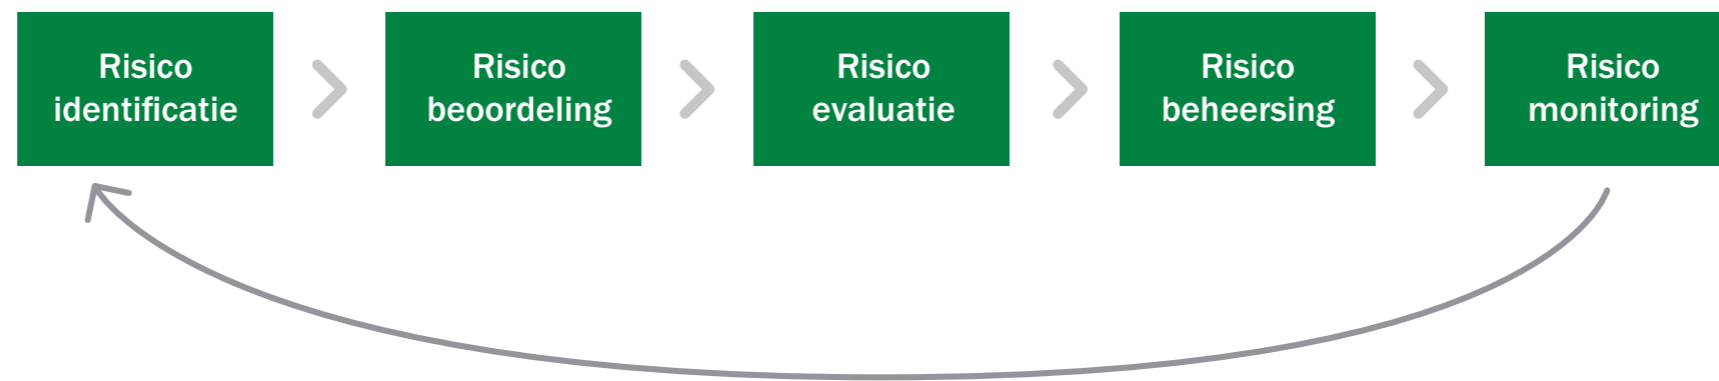 Risico
identificatie
Risico
beoordeling
Risico
evaluatie
Risico
beheersing
Risico
monitoring